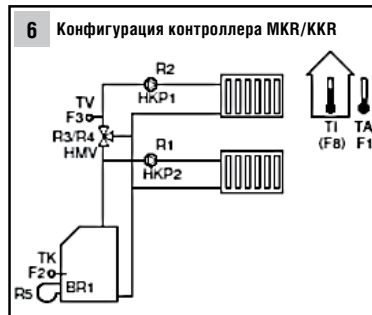 6 Конфигурация контроллера MKR/KKR
R2
TV
HKP1
F3
R3/R4
HMV
R1
HKP2
TI TA
(F8) F1
TK
F2
BR1
R5